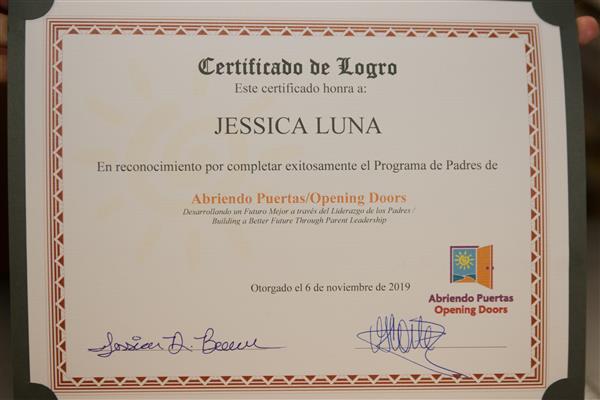 Certificado de Logro
Este certificado honra a:
JESSICA LUNA
En reconocimiento por completar exitosamente el Programa de Padres de
Abriendo Puertas/Opening Doors
Desarrollando un Futuro Mejor a través del Liderazgo de los Padres /
Building a Better Future Through Parent Leadership
Otorgado el 6 de noviembre de 2019
Abriendo Puertas
Opening Doors